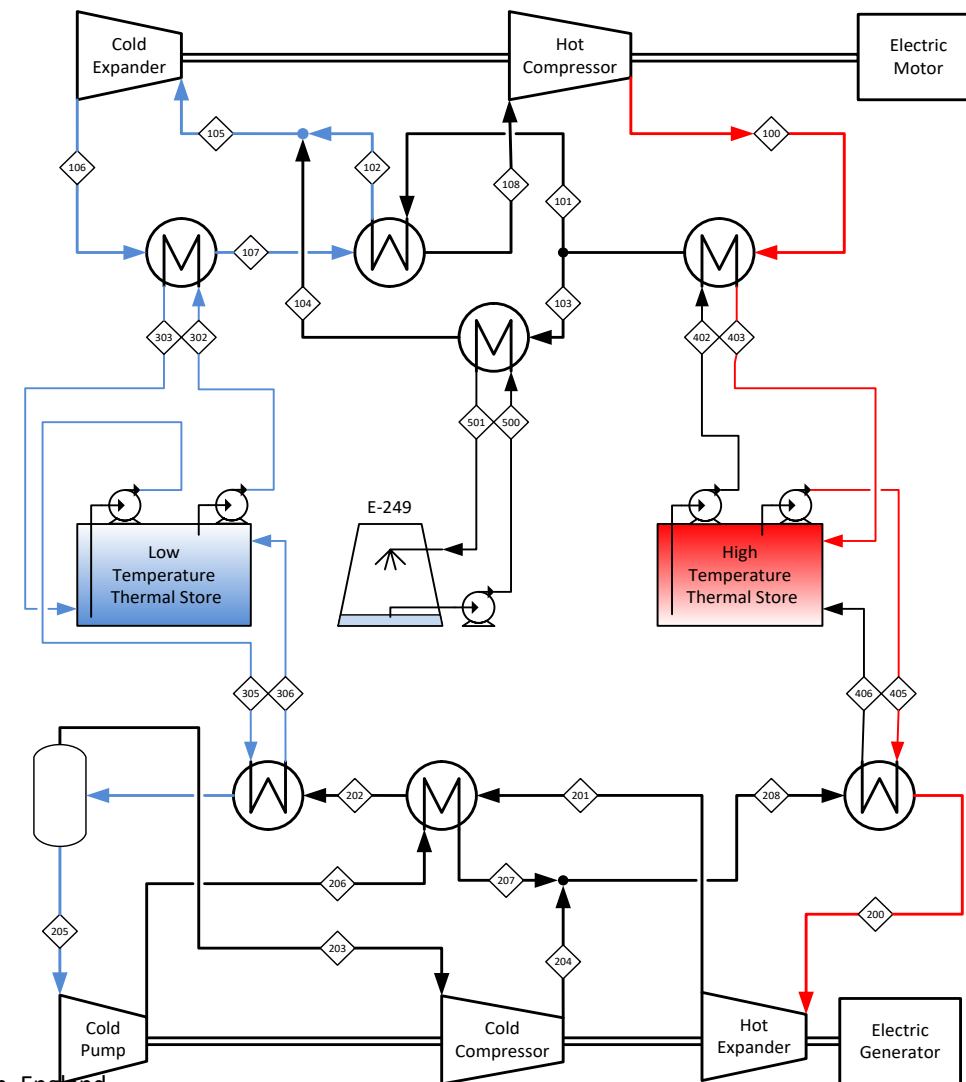 Cold
Expander
Hot
Compressor
Electric
Motor
105
100
106
102
108
101
107
104
103
303
302
402
403
501
500
E-249
Low
Temperature
Thermal Store
High
Temperature
Thermal Store
305
306
406
405
202
201
208
206
207
200
205
203
204
Cold
Pump
Cold
Compressor
Hot
Expander
Electric
Generator
England